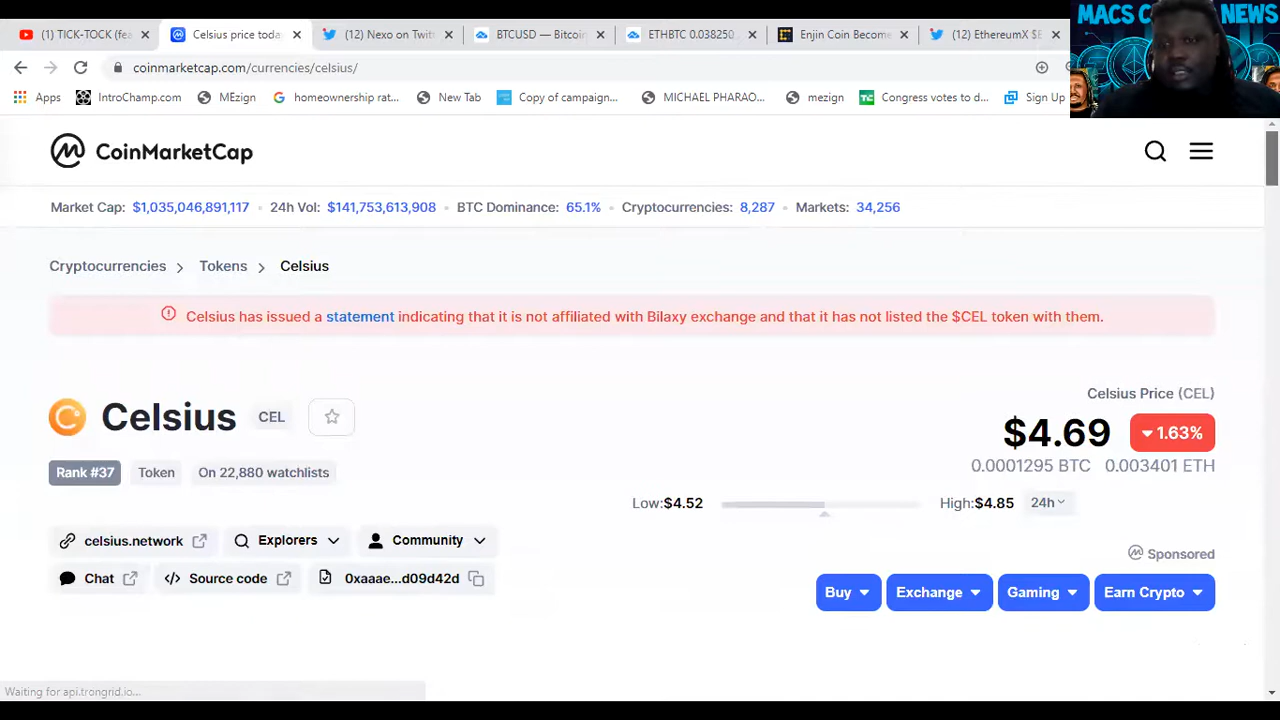 (1) TICK-TOCK (fea
Celsius price toda
(12) Nexo on Twitt
BTCUSD — Bitcoin
ETHBTC 0.038250
Enjin Coin Become
(12) EthereumX $E
MACS C
NEWS
coinmarketcap.com/currencies/celsius/
Apps IntroChamp.com MEzign homeownership rat... New Tab Copy of campaign... MICHAEL PHARAO... mezign Congress votes to d... Sign Up
CoinMarketCap
Market Cap: $1,035,046,891,117 • 24h Vol: $141,753,613,908 • BTC Dominance: 65.1% • Cryptocurrencies: 8,287 • Markets: 34,256
Cryptocurrencies > Tokens > Celsius
Celsius has issued a statement indicating that it is not affiliated with Bilaxy exchange and that it has not listed the $CEL token with them.
Celsius CEL
Rank #37 Token On 22,880 watchlists
celsius.network Explorers Community
Chat Source code 0xaaae...d09d42d
Celsius Price (CEL)
$4.69 1.63%
0.0001295 BTC 0.003401 ETH
Low:$4.52 High:$4.85 24h
Sponsored
Buy Exchange Gaming Earn Crypto
Waiting for api.trongrid.io...